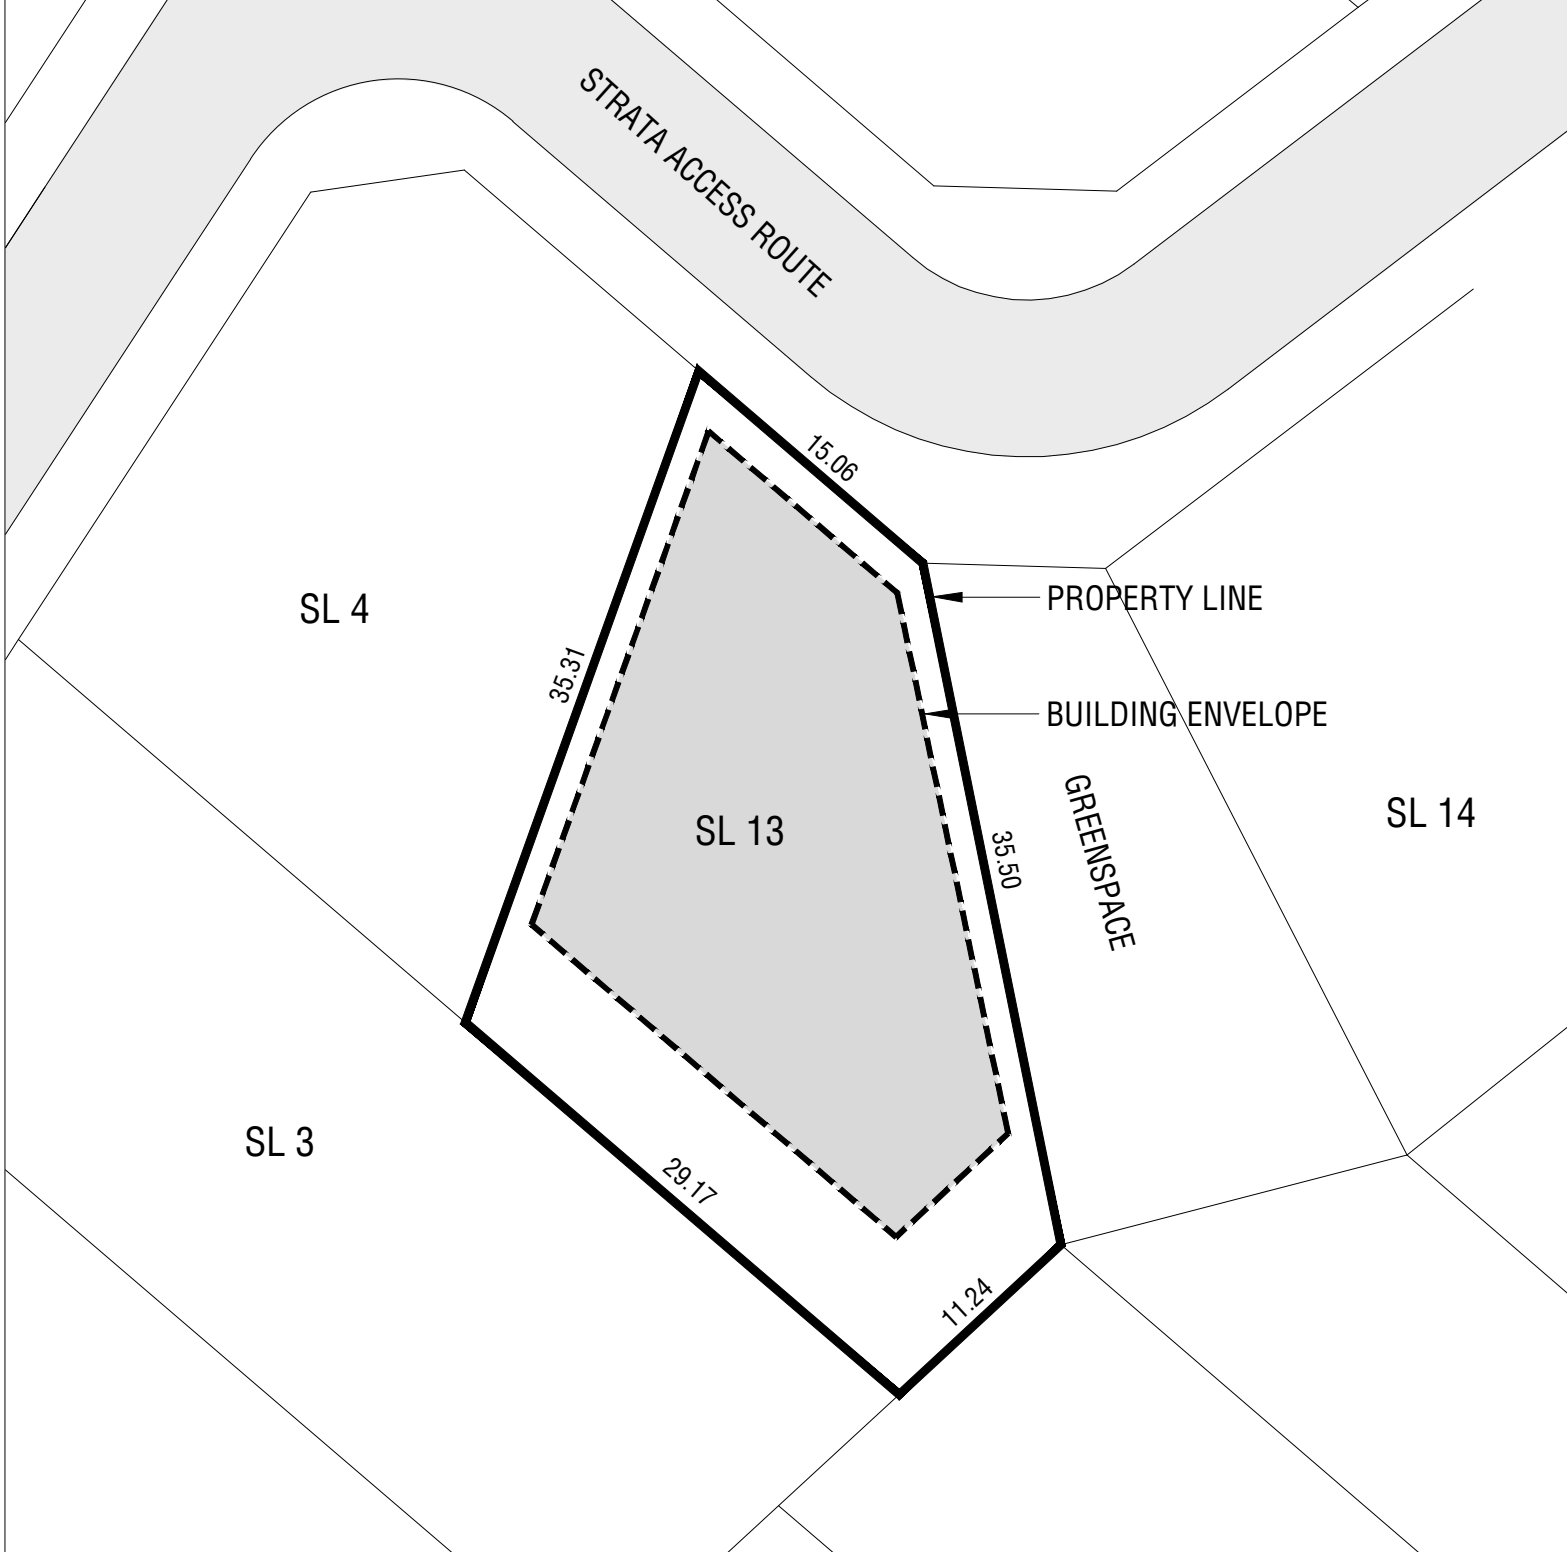 STRATA ACCESS ROUTE
15.06
PROPERTY LINE
SL 4
35.31
BUILDING ENVELOPE
SL 13
35.50
GREENSPACE
SL 14
SL 3
29.17
11.24